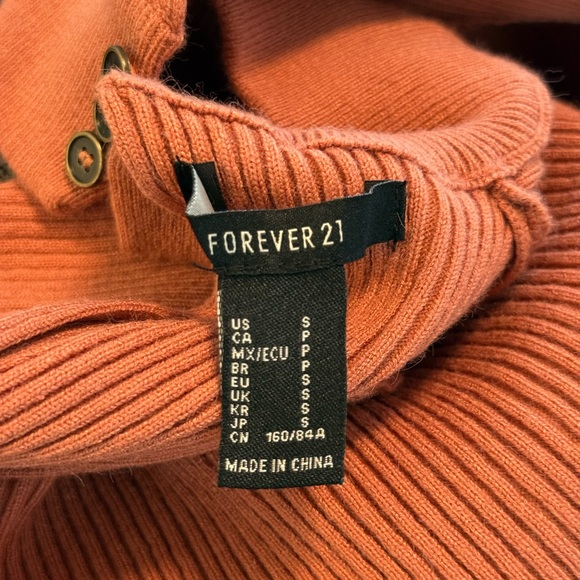 FOREVER 21
US S
CA P
MX/ECU P
BR P
EU S
UK S
KR S
JP S
CN 160/84A
MADE IN CHINA